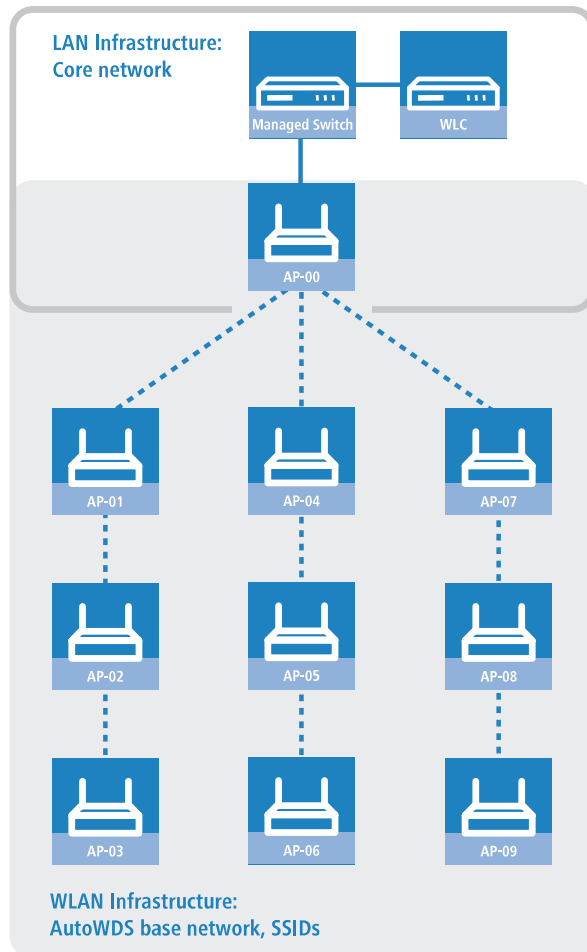 LAN Infrastructure:
Core network
Managed Switch
WLC
AP-00
AP-01
AP-04
AP-07
AP-02
AP-05
AP-08
AP-03
AP-06
AP-09
WLAN Infrastructure:
AutoWDS base network, SSIDs